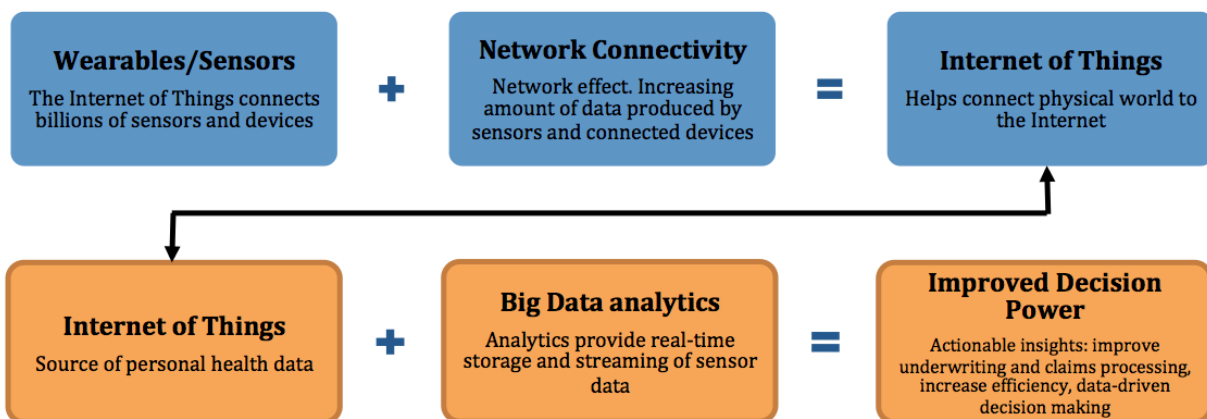 Wearables/Sensors
The Internet of Things connects
billions of sensors and devices
+
Network Connectivity
Network effect. Increasing
amount of data produced by
sensors and connected devices
=
Internet of Things
Helps connect physical world to
the Internet
Internet of Things
Source of personal health data
+
Big Data analytics
Analytics provide real-time
storage and streaming of sensor
data
=
Improved Decision
Power
Actionable insights: improve
underwriting and claims processing,
increase efficiency, data-driven
decision making